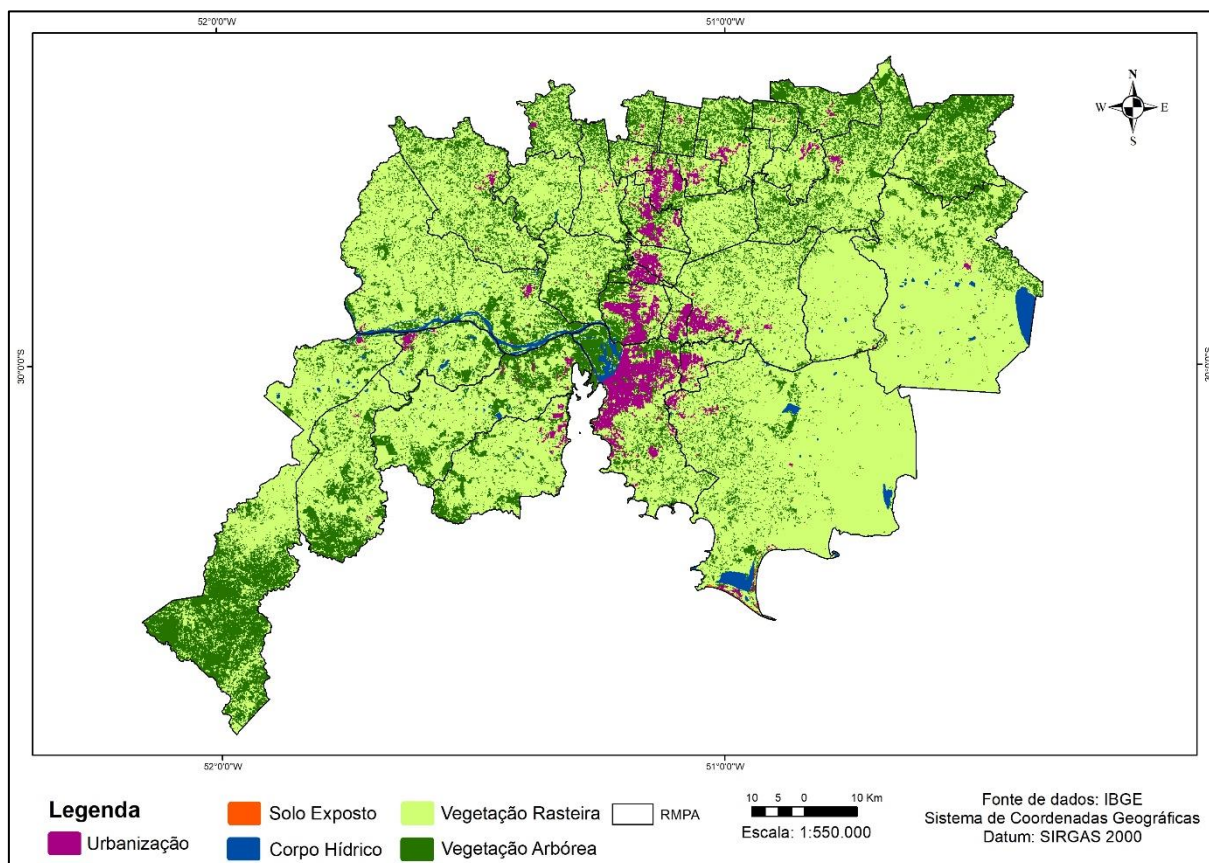 52°0'0"W
51°0'0"W
N
W
E
S
30°0'0"S
30°0'0"S
52°0'0"W
51°0'0"W
Legenda
Urbanização
Solo Exposto
Corpo Hídrico
Vegetação Rasteira
Vegetação Arbórea
RMPA
10 5 0 10 Km
Escala: 1:550.000
Fonte de dados: IBGE
Sistema de Coordenadas Geográficas
Datum: SIRGAS 2000